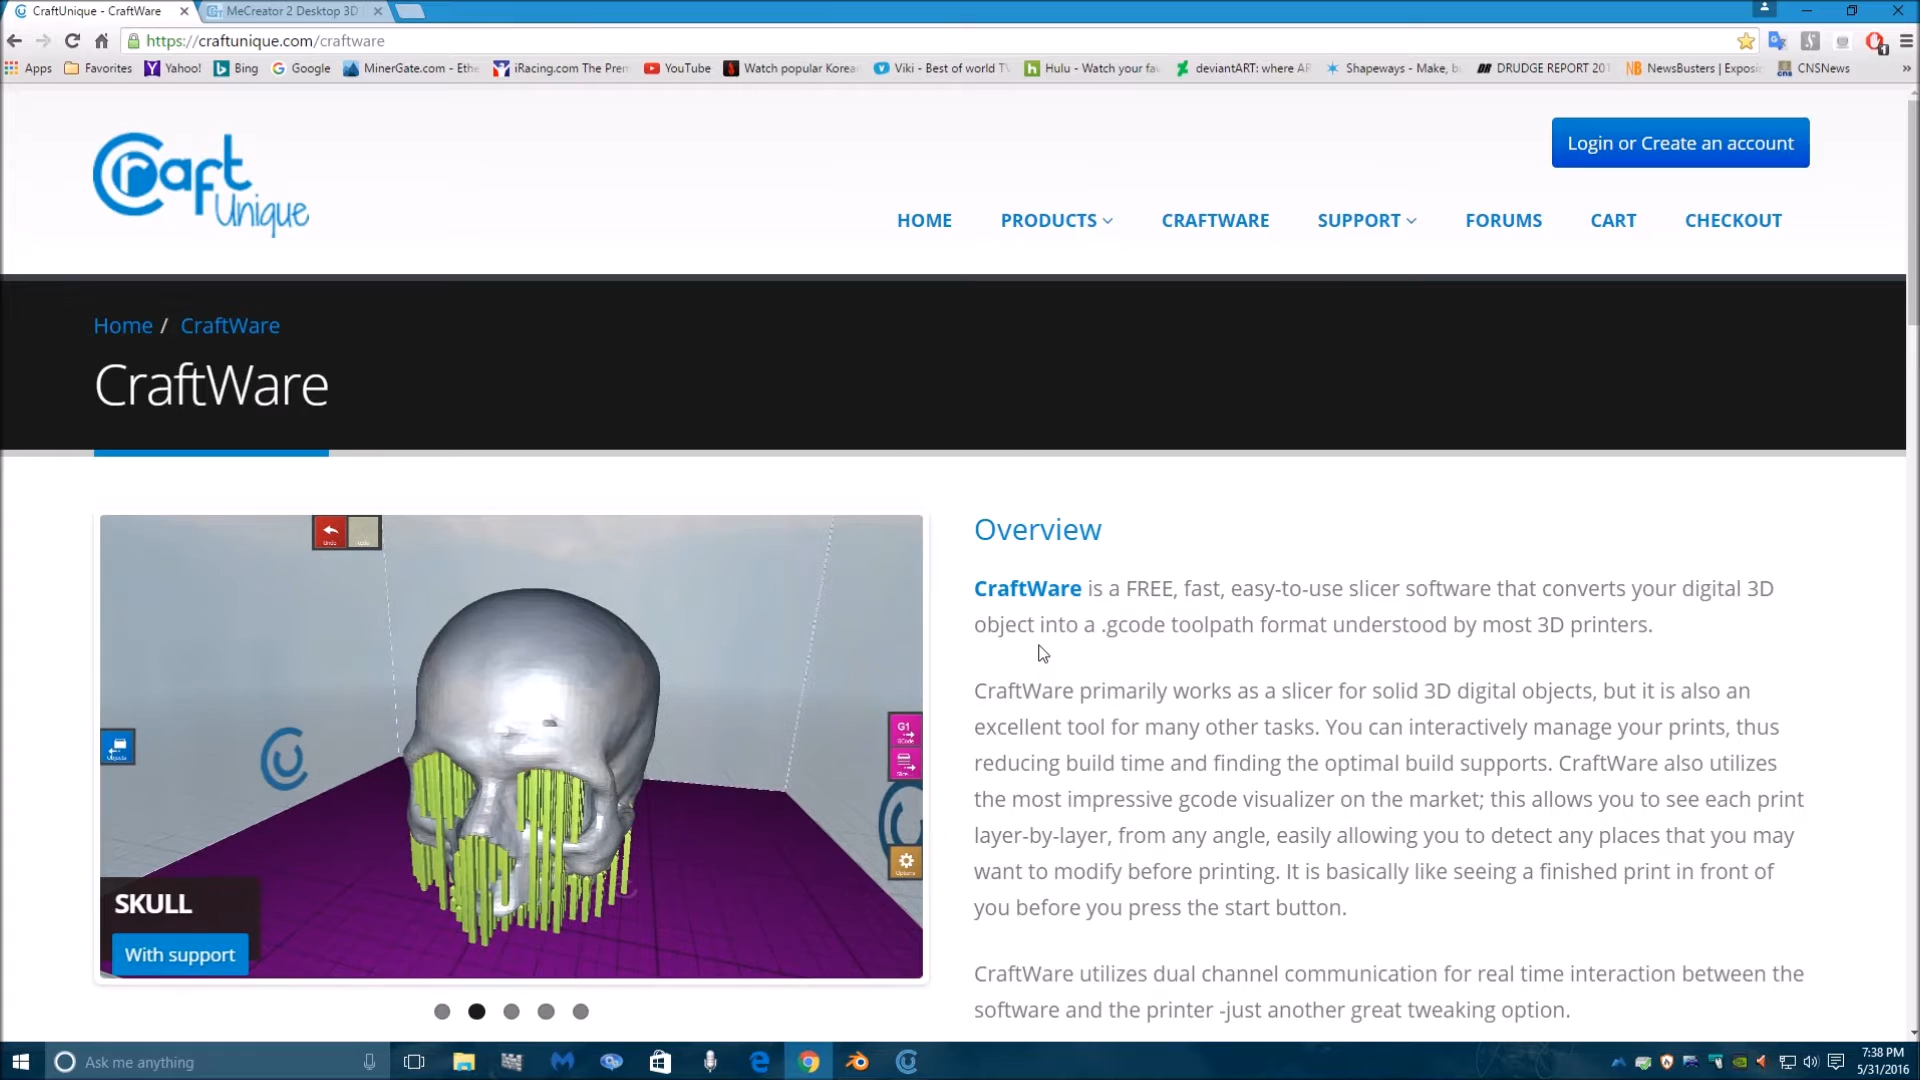 CraftUnique - CraftWare
MeCreator 2 Desktop 3D
https://craftunique.com/craftware
Apps Favorites Yahoo! Bing Google MinerGate.com - Ethe iRacing.com The Prem YouTube Watch popular Korea Viki - Best of world TV Hulu - Watch your fav deviantART: where AR Shapeways - Make, bu DRUDGE REPORT 201 NewsBusters | Exposi CNSNews
Craft
Unique
Login or Create an account
HOME PRODUCTS CRAFTWARE SUPPORT FORUMS CART CHECKOUT
Home / CraftWare
CraftWare
Undo
Objects
G1
GCode
Options
SKULL
With support
Overview
CraftWare is a FREE, fast, easy-to-use slicer software that converts your digital 3D
object into a .gcode toolpath format understood by most 3D printers.
CraftWare primarily works as a slicer for solid 3D digital objects, but it is also an
excellent tool for many other tasks. You can interactively manage your prints, thus
reducing build time and finding the optimal build supports. CraftWare also utilizes
the most impressive gcode visualizer on the market; this allows you to see each print
layer-by-layer, from any angle, easily allowing you to detect any places that you may
want to modify before printing. It is basically like seeing a finished print in front of
you before you press the start button.
CraftWare utilizes dual channel communication for real time interaction between the
software and the printer -just another great tweaking option.
Ask me anything
7:38 PM
5/31/2016